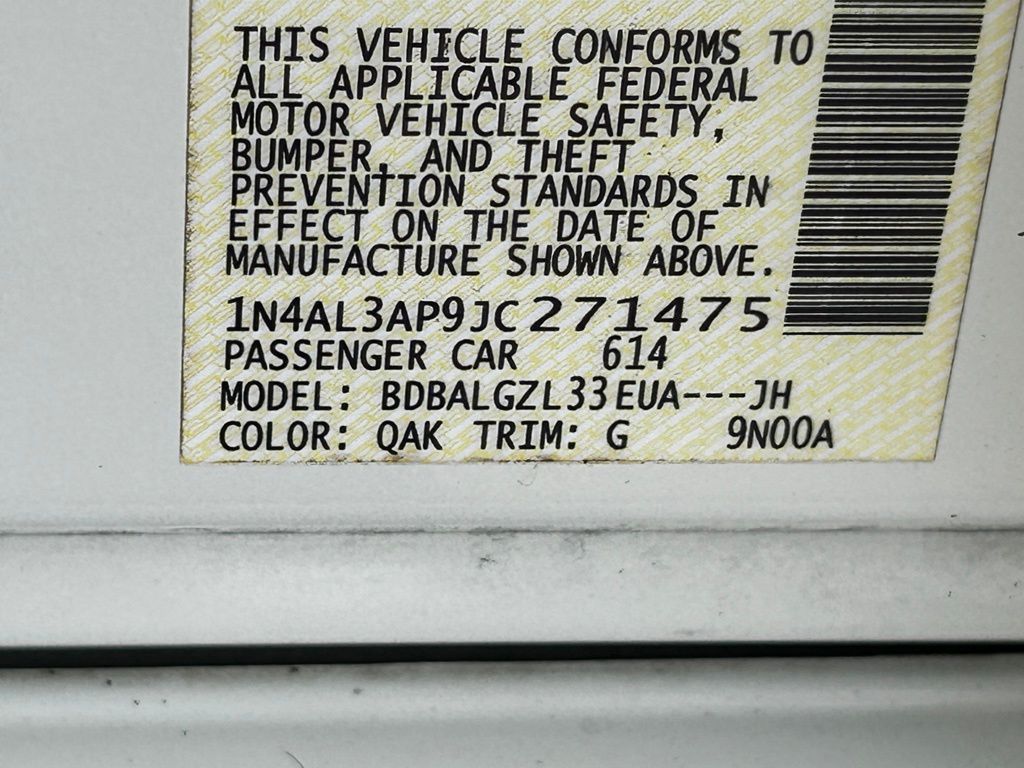 THIS VEHICLE CONFORMS TO
ALL APPLICABLE FEDERAL
MOTOR VEHICLE SAFETY,
BUMPER, AND THEFT
PREVENTION STANDARDS IN
EFFECT ON THE DATE OF
MANUFACTURE SHOWN ABOVE.
1N4AL3AP9JC271475
PASSENGER CAR 614
MODEL: BDBALGZL33EUA---JH
COLOR: QAK TRIM: G 9N00A